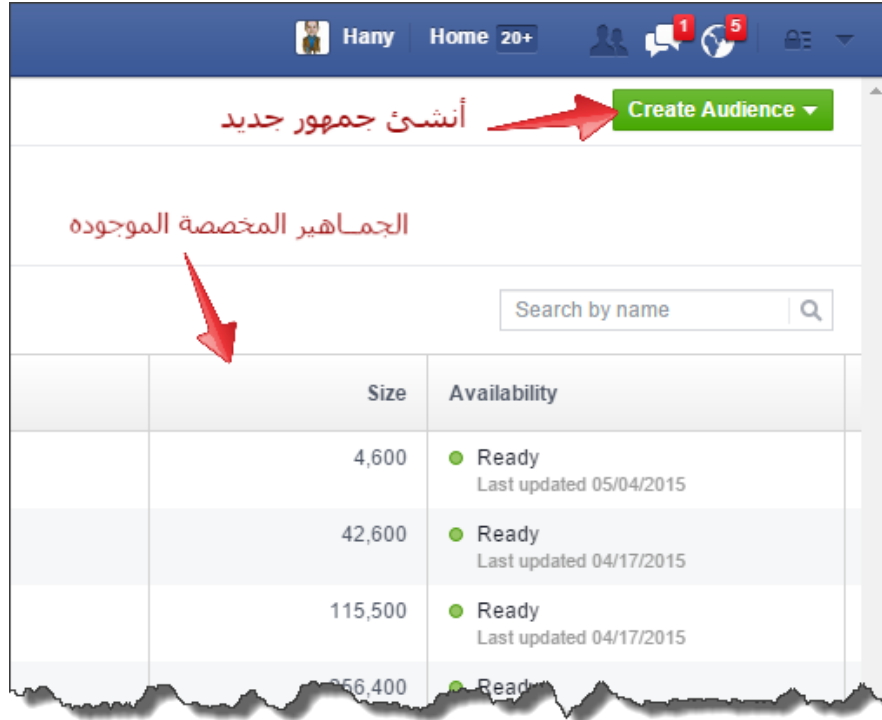 Hany Home 20+ 1 5
أنشئ جمهور جديد
Create Audience
الجماهير المخصصة الموجوده
Search by name
Size Availability
4,600 Ready
Last updated 05/04/2015
42,600 Ready
Last updated 04/17/2015
115,500 Ready
Last updated 04/17/2015